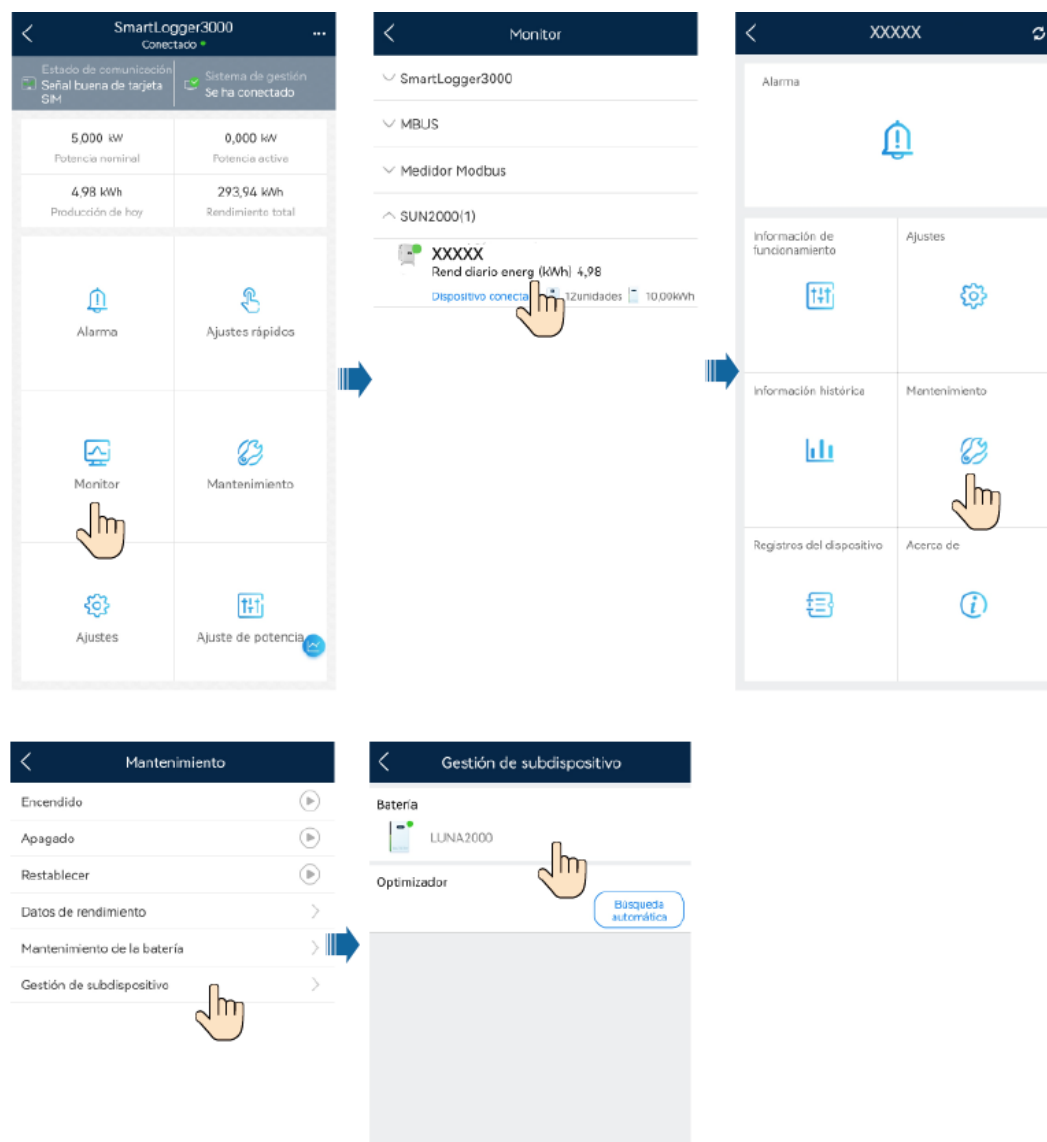 SmartLogger3000
Conectado
Estado de comunicación
Señal buena de tarjeta
SIM
Sistema de gestión
Se ha conectado
5,000 kW
Potencia nominal
0,000 kW
Potencia activa
4,98 kWh
Producción de hoy
293,94 kWh
Rendimiento total
Alarma
Ajustes rápidos
Monitor
Mantenimiento
Ajustes
Ajuste de potencia
Monitor
SmartLogger3000
MBUS
Medidor Modbus
SUN2000(1)
XXXXX
Rend diario energ (kWh) 4,98
Dispositivo conecta
12unidades
10,00kWh
XXXXX
Alarma
Información de
funcionamiento
Ajustes
Información histórica
Mantenimiento
Registros del dispositivo
Acerca de
Mantenimiento
Encendido
Apagado
Restablecer
Datos de rendimiento
Mantenimiento de la batería
Gestión de subdispositivo
Gestión de subdispositivo
Batería
LUNA2000
Optimizador
Búsqueda
automática